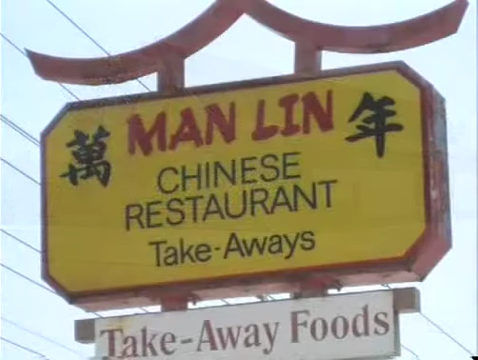 萬 MAN LIN 年
CHINESE
RESTAURANT
Take-Aways
Take-Away Foods